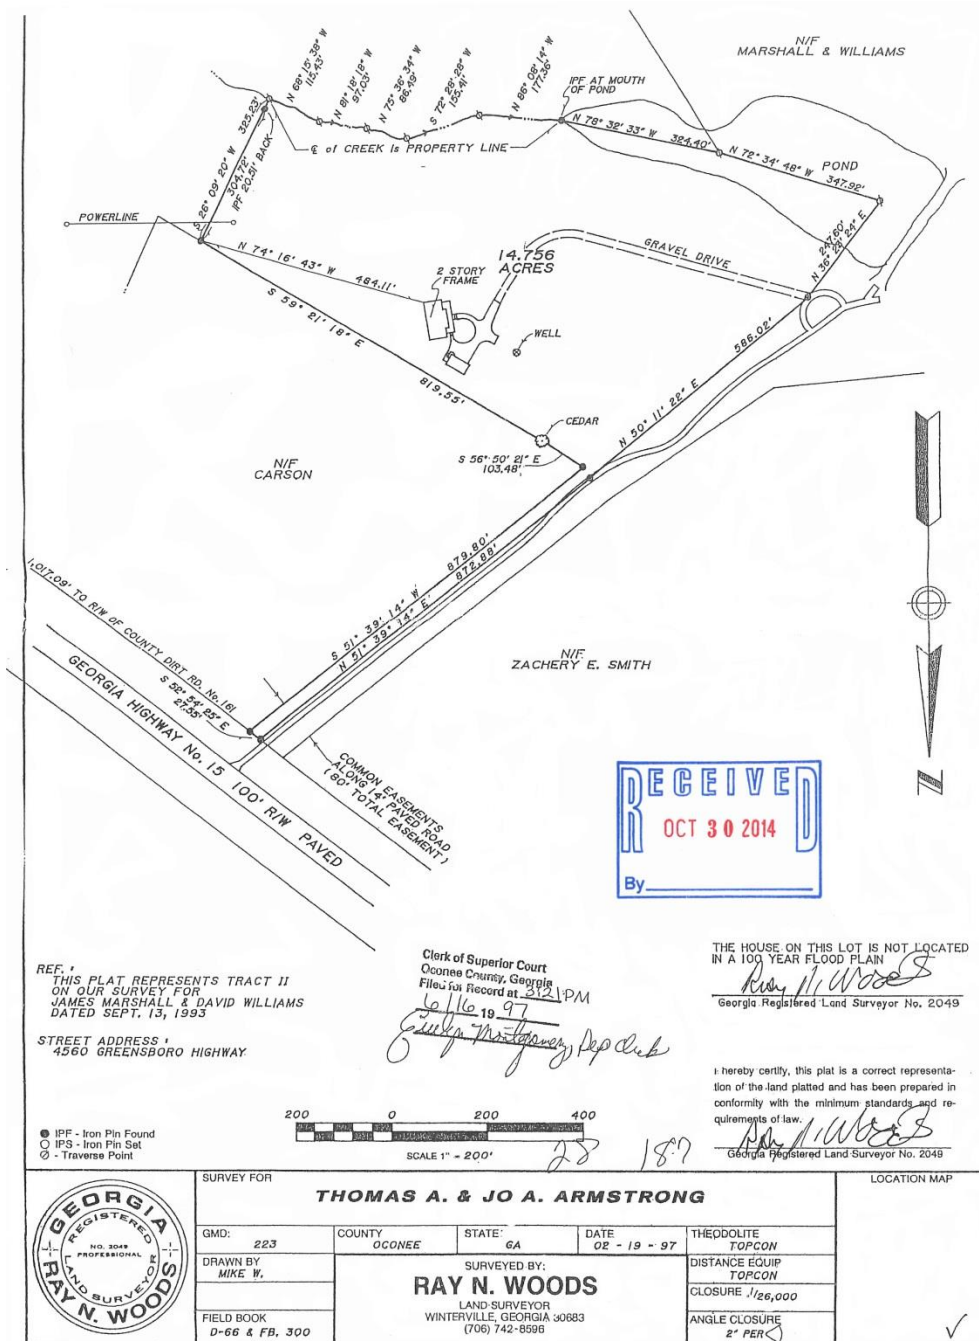 N/F
MARSHALL & WILLIAMS
N 68° 15' 38" W
115.43'
N 81° 18' 18" W
97.03'
N 75° 36' 34" W
86.49'
S 72° 28' 28" W
155.41'
N 86° 08' 14" W
177.36'
IPF AT MOUTH
OF POND
N 78° 32' 33" W 324.40'
N 72° 34' 48" W 347.92'
POND
℄ of CREEK Is PROPERTY LINE
325.23'
S 26° 09' 20" W
304.72'
IPF 20.51' BACK
POWERLINE
N 74° 16' 43" W 464.11'
14.756
ACRES
GRAVEL DRIVE
247.60'
N 36° 23' 24" E
2 STORY
FRAME
S 59° 21' 18" E
819.55'
WELL
586.02'
N 50° 11' 22" E
CEDAR
S 56° 50' 21" E
103.48'
N/F
CARSON
879.80'
872.88'
S 51° 39' 14" W
N 51° 39' 14" E
1,017.09' TO R/W OF COUNTY DIRT RD. No. 161
S 52° 54' 25" E
27.55'
GEORGIA HIGHWAY No. 15 100' R/W PAVED
N/F
ZACHERY E. SMITH
COMMON EASEMENTS
ALONG 14' PAVED ROAD
(80' TOTAL EASEMENT)
N
RECEIVED
OCT 30 2014
By
REF. :
THIS PLAT REPRESENTS TRACT II
ON OUR SURVEY FOR
JAMES MARSHALL & DAVID WILLIAMS
DATED SEPT. 13, 1993
STREET ADDRESS :
4560 GREENSBORO HIGHWAY
Clerk of Superior Court
Oconee County, Georgia
Filed for Record at 3:21 PM
6/16 19 97
Evelyn Montgomery, Dep clerk
THE HOUSE ON THIS LOT IS NOT LOCATED
IN A 100 YEAR FLOOD PLAIN
Ray N. Woods
Georgia Registered Land Surveyor No. 2049
I hereby certify, this plat is a correct representa-
tion of the land platted and has been prepared in
conformity with the minimum standards and re-
quirements of law.
Ray N. Woods
Georgia Registered Land Surveyor No. 2049
IPF - Iron Pin Found
IPS - Iron Pin Set
- Traverse Point
200 0 200 400
SCALE 1" = 200'
28 187
GEORGIA
REGISTERED
NO. 2049
PROFESSIONAL
LAND SURVEYOR
RAY N. WOODS
SURVEY FOR
THOMAS A. & JO A. ARMSTRONG
LOCATION MAP
GMD: 223
COUNTY OCONEE
STATE: GA
DATE 02 - 19 - 97
THEODOLITE TOPCON
DRAWN BY MIKE W.
SURVEYED BY:
RAY N. WOODS
LAND SURVEYOR
WINTERVILLE, GEORGIA 30683
(706) 742-8596
DISTANCE EQUIP TOPCON
CLOSURE 1/26,000
FIELD BOOK D-66 & FB. 300
ANGLE CLOSURE 2" PER